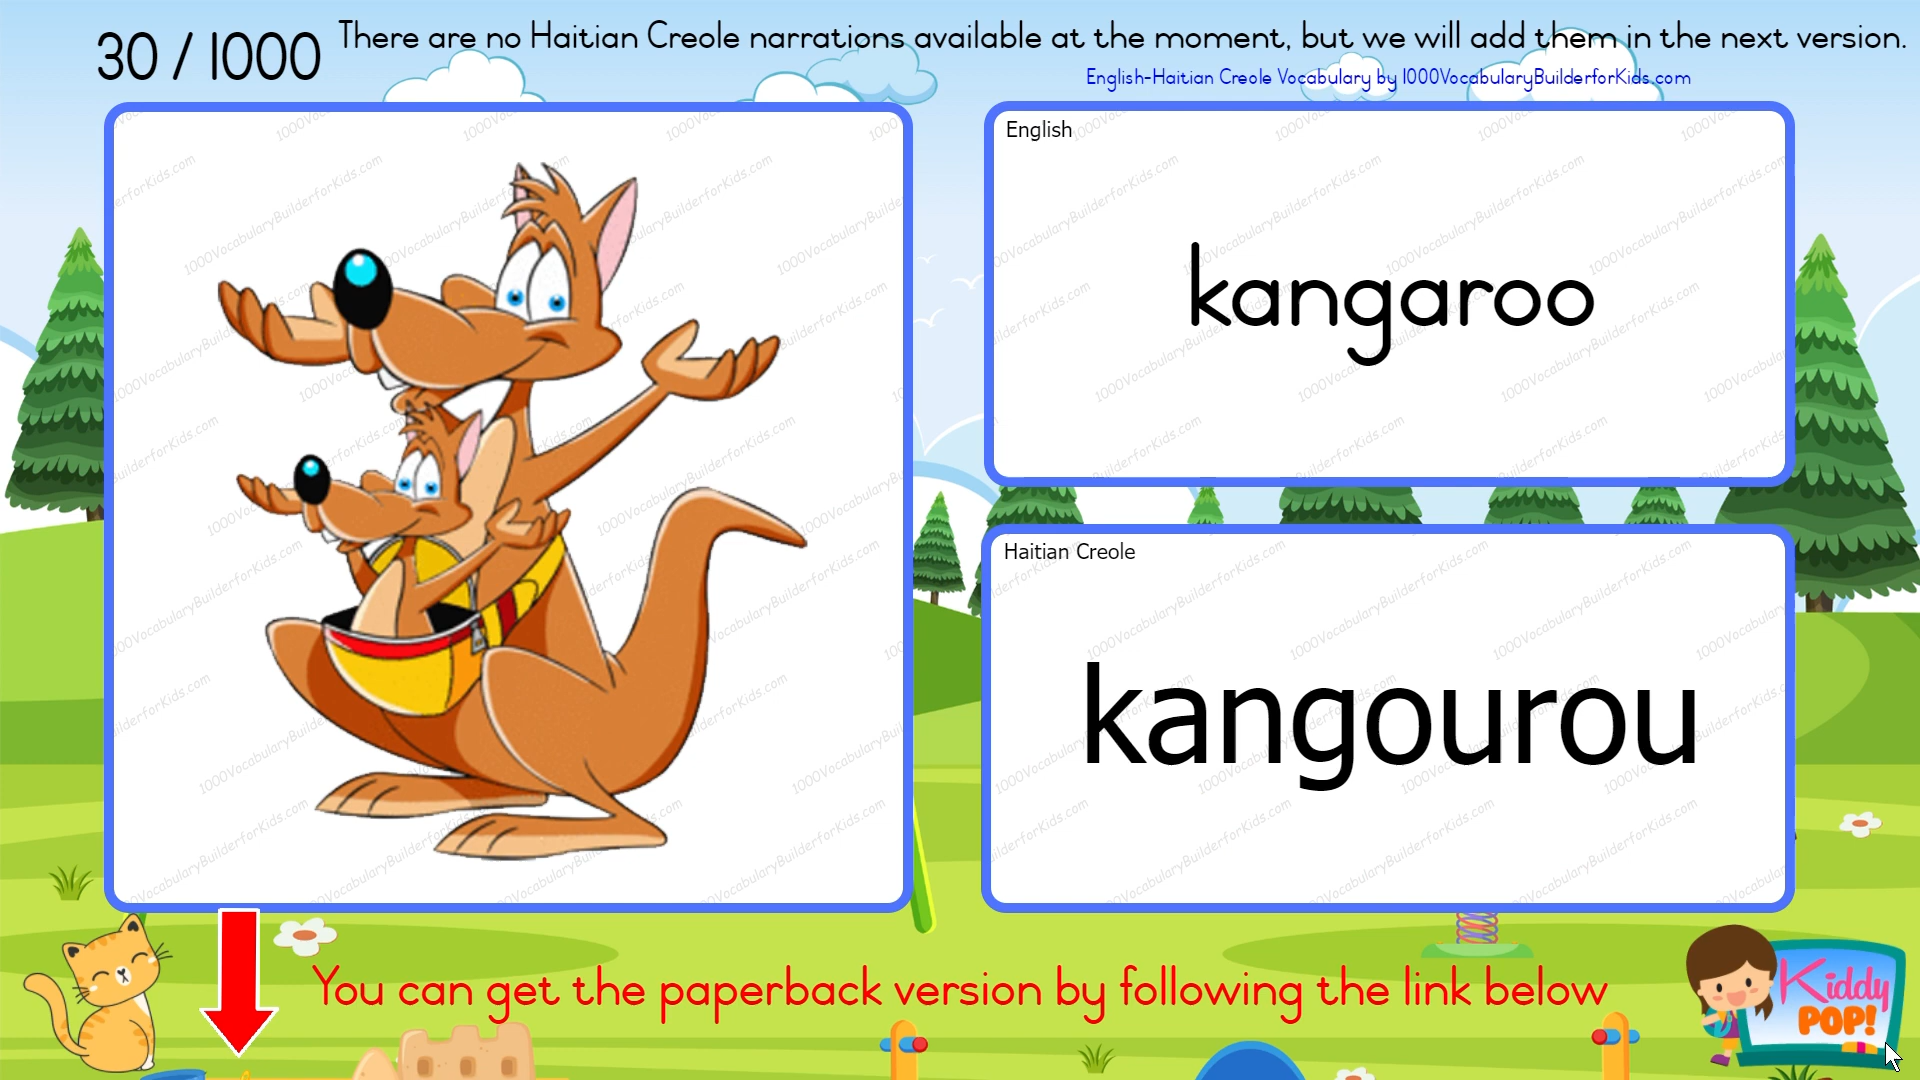 30 / 1000
There are no Haitian Creole narrations available at the moment, but we will add them in the next version.
English-Haitian Creole Vocabulary by 1000VocabularyBuilderforKids.com
English
kangaroo
Haitian Creole
kangourou
You can get the paperback version by following the link below
Kiddy
POP!
1000VocabularyBuilderforKids.com